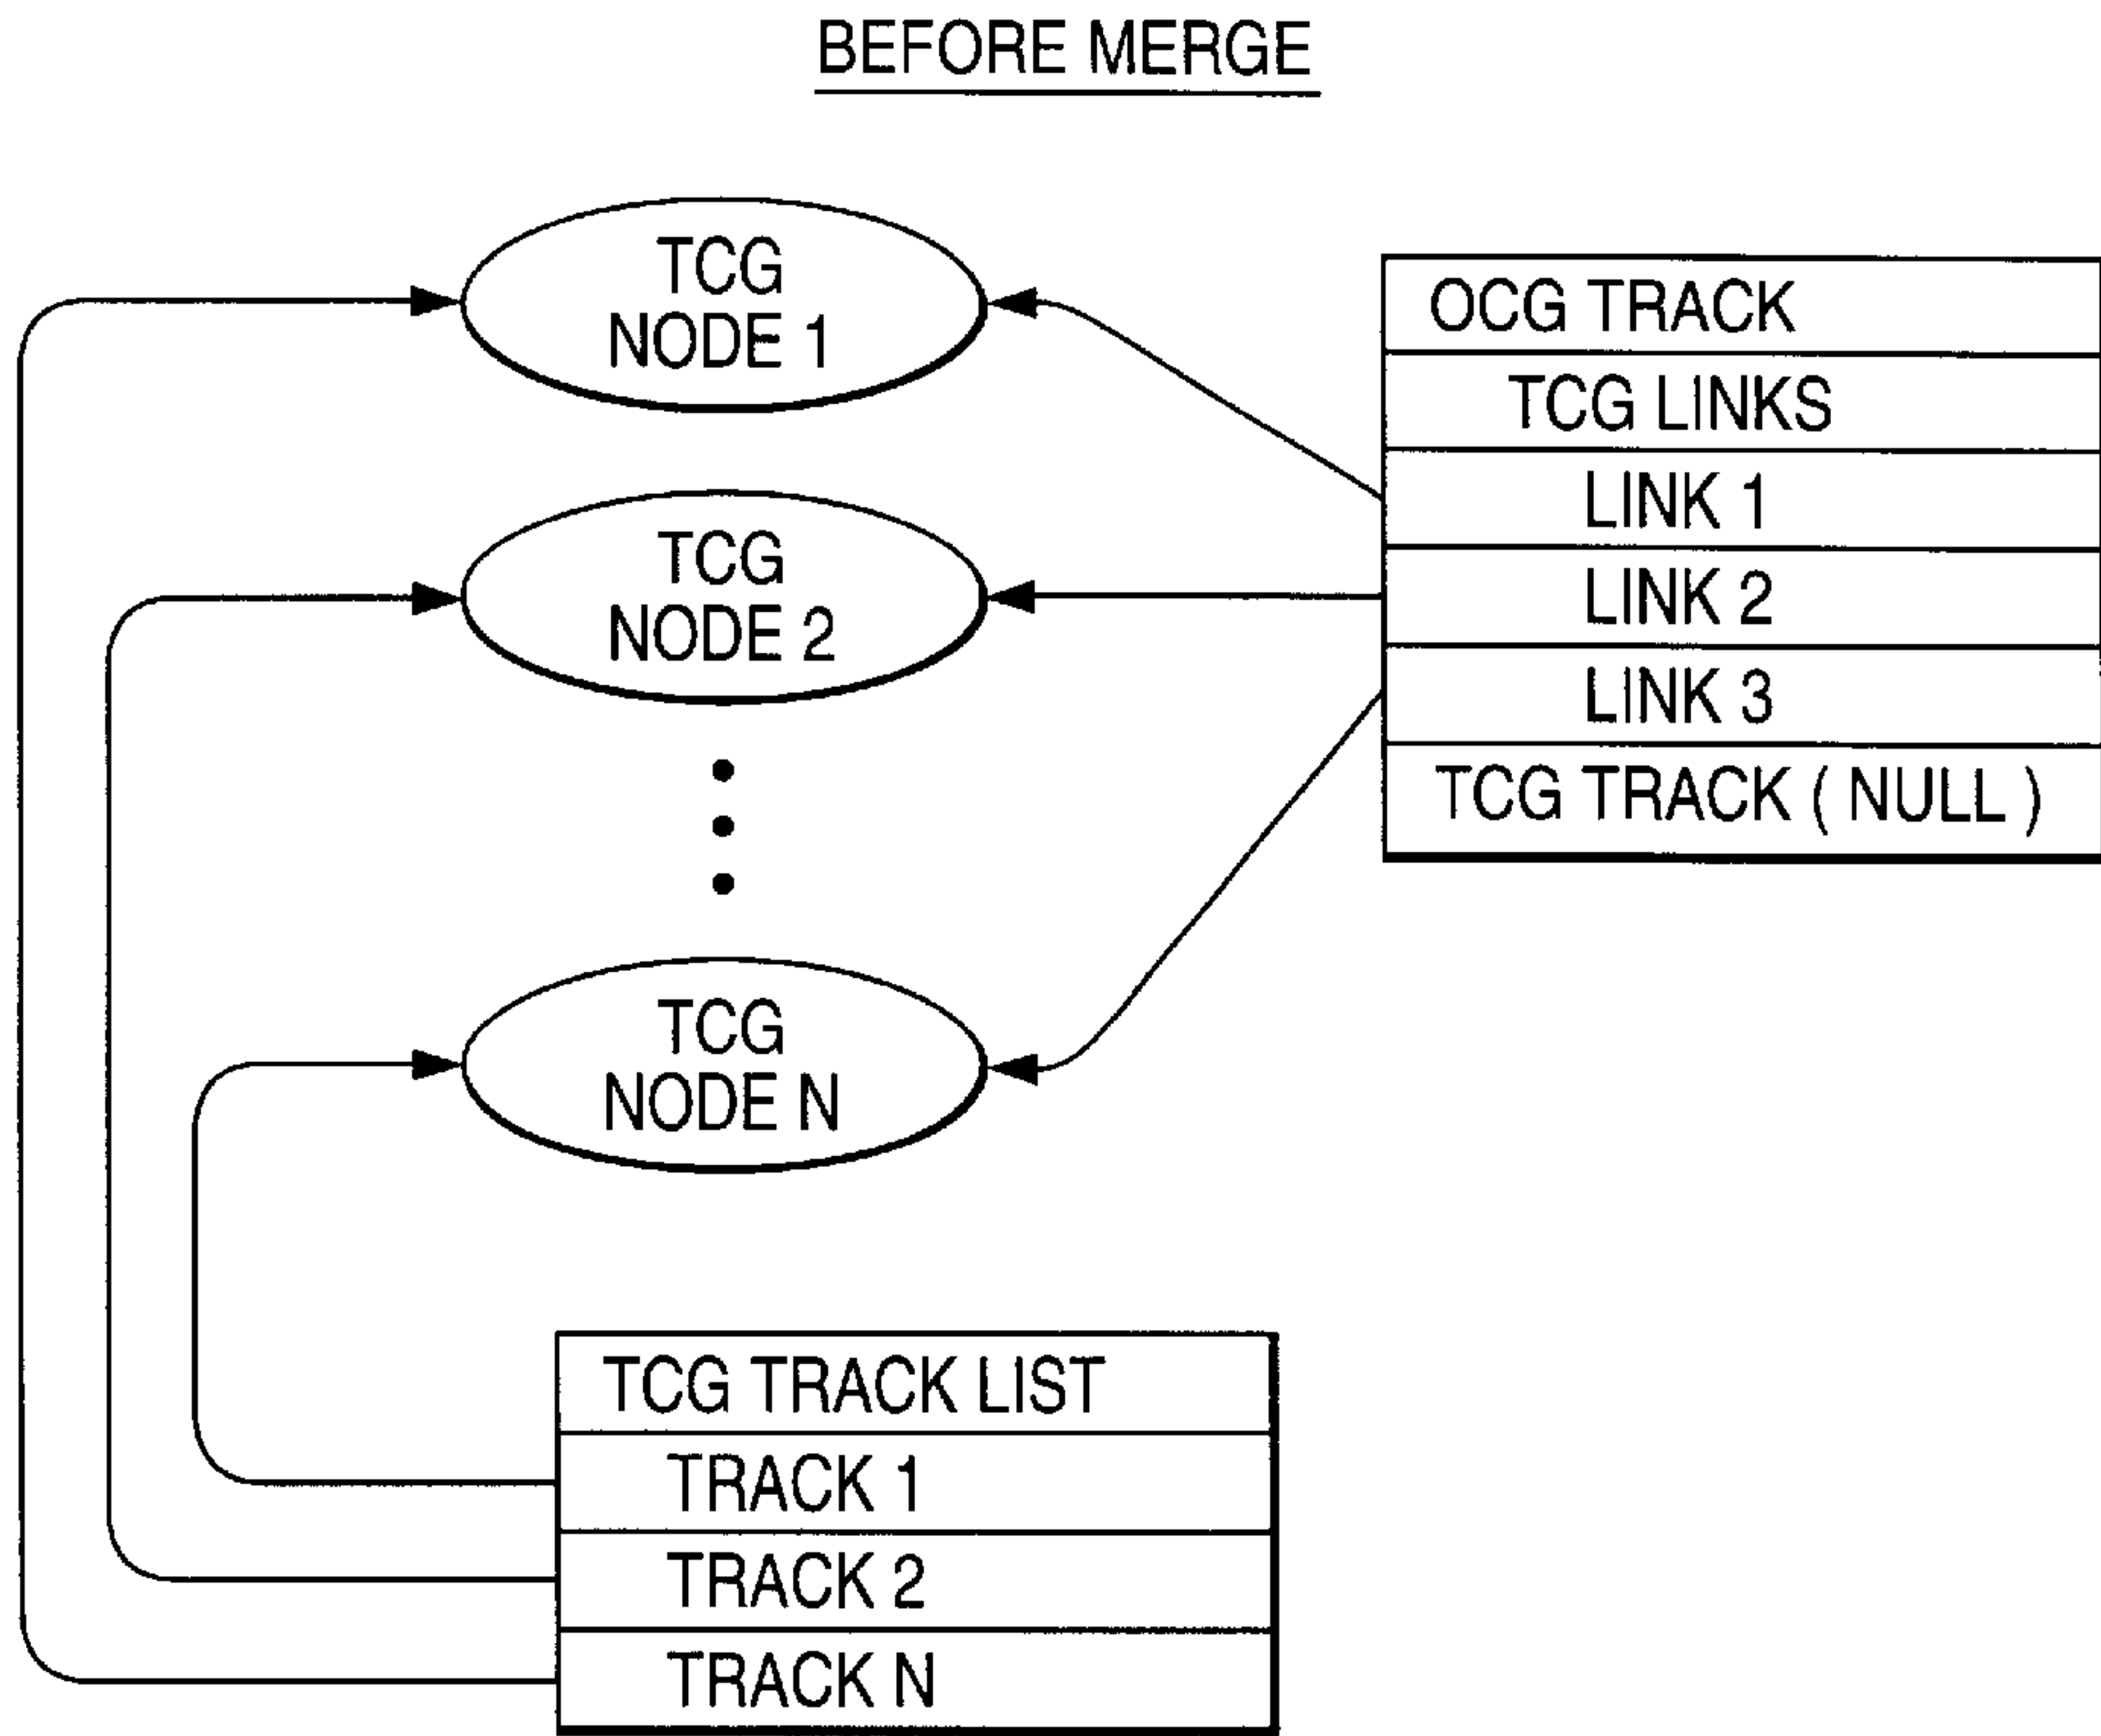 BEFORE MERGE
TCG
NODE 1
TCG
NODE 2
TCG
NODE N
OCG TRACK
TCG LINKS
LINK 1
LINK 2
LINK 3
TCG TRACK ( NULL )
TCG TRACK LIST
TRACK 1
TRACK 2
TRACK N